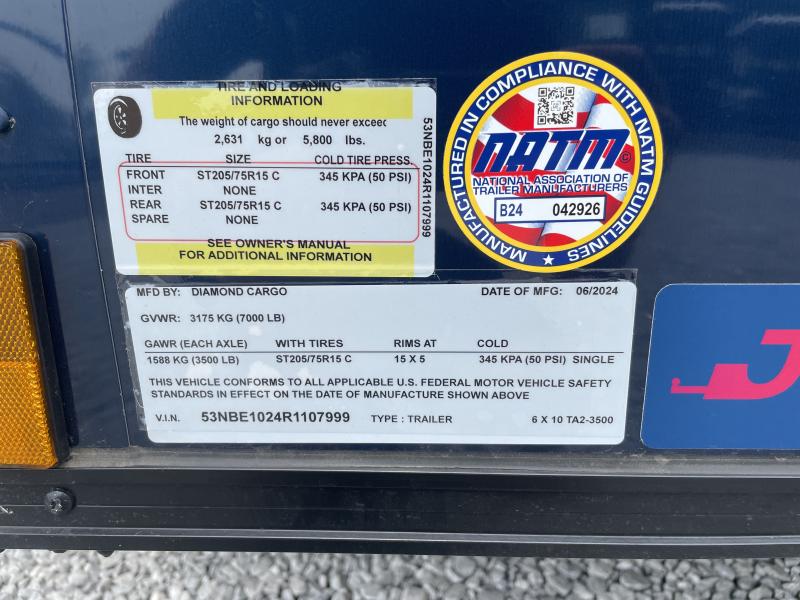 TIRE AND LOADING
INFORMATION
The weight of cargo should never exceed
2,631 kg or 5,800 lbs.
TIRE SIZE COLD TIRE PRESS.
FRONT ST205/75R15 C 345 KPA (50 PSI)
INTER NONE
REAR ST205/75R15 C 345 KPA (50 PSI)
SPARE NONE
SEE OWNER'S MANUAL
FOR ADDITIONAL INFORMATION
53NBE1024R1107999
MANUFACTURED IN COMPLIANCE WITH NATM GUIDELINES
NATM
NATIONAL ASSOCIATION OF
TRAILER MANUFACTURERS
B24 042926
MFD BY: DIAMOND CARGO DATE OF MFG: 06/2024
GVWR: 3175 KG (7000 LB)
GAWR (EACH AXLE) WITH TIRES RIMS AT COLD
1588 KG (3500 LB) ST205/75R15 C 15 X 5 345 KPA (50 PSI) SINGLE
THIS VEHICLE CONFORMS TO ALL APPLICABLE U.S. FEDERAL MOTOR VEHICLE SAFETY
STANDARDS IN EFFECT ON THE DATE OF MANUFACTURE SHOWN ABOVE
V.I.N. 53NBE1024R1107999 TYPE : TRAILER 6 X 10 TA2-3500
J